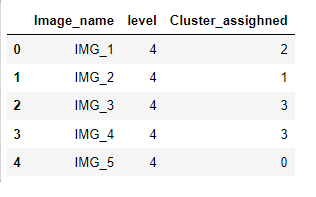 Image_name level Cluster_assighned
0 IMG_1 4 2
1 IMG_2 4 1
2 IMG_3 4 3
3 IMG_4 4 3
4 IMG_5 4 0